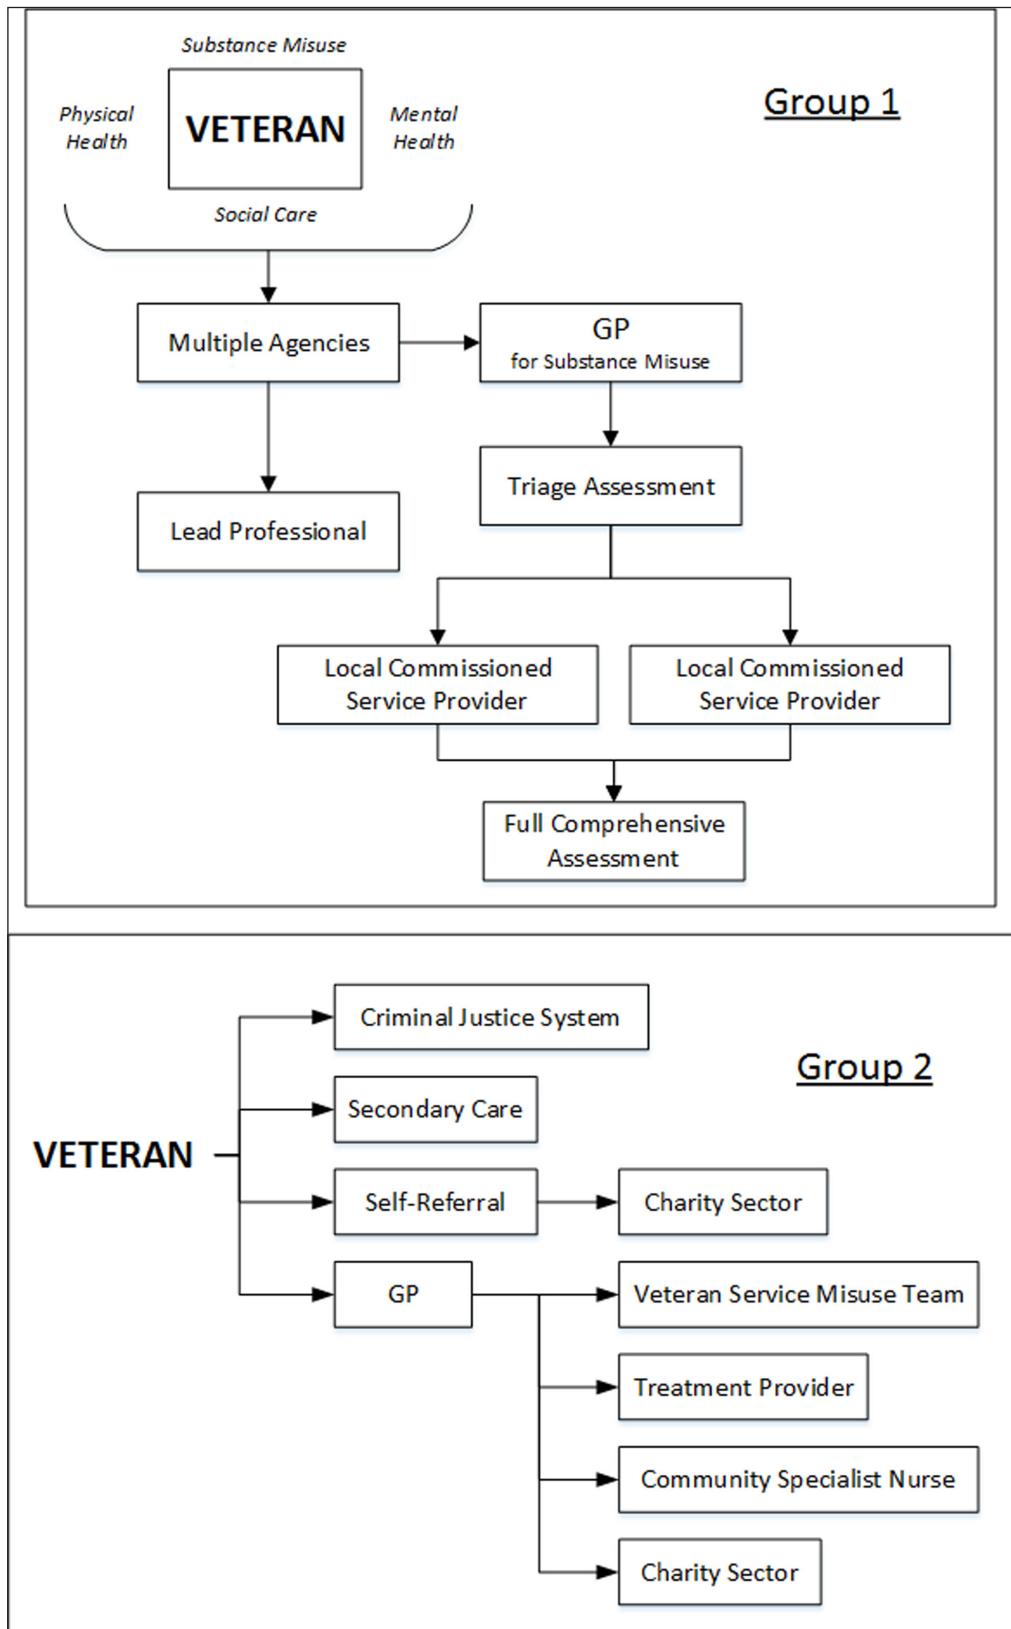 Substance Misuse
Group 1
Physical
Health
VETERAN
Mental
Health
Social Care
Multiple Agencies
GP
for Substance Misuse
Lead Professional
Triage Assessment
Local Commissioned
Service Provider
Local Commissioned
Service Provider
Full Comprehensive
Assessment
Group 2
VETERAN
Criminal Justice System
Secondary Care
Self-Referral
Charity Sector
GP
Veteran Service Misuse Team
Treatment Provider
Community Specialist Nurse
Charity Sector